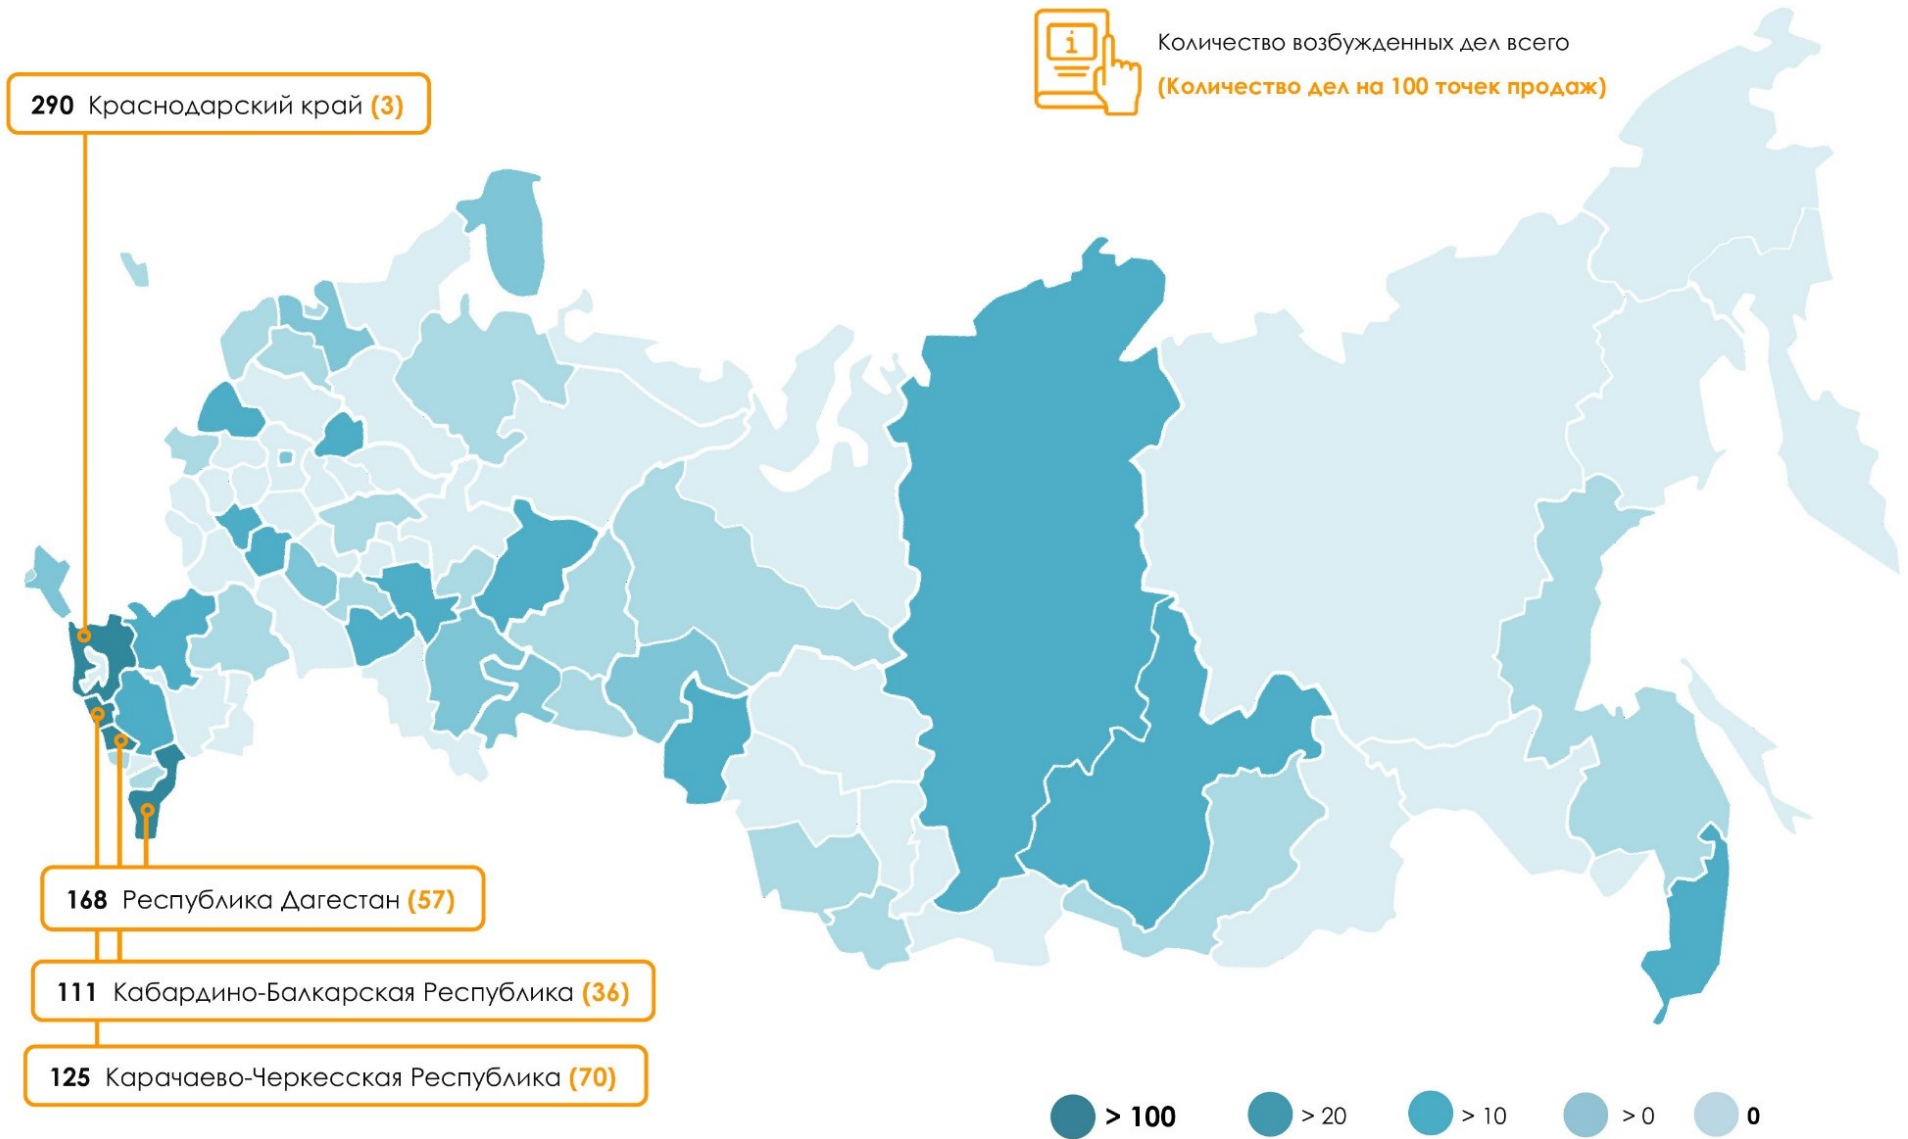 Количество возбужденных дел всего
(Количество дел на 100 точек продаж)
290 Краснодарский край (3)
168 Республика Дагестан (57)
111 Кабардино-Балкарская Республика (36)
125 Карачаево-Черкесская Республика (70)
> 100
> 20
> 10
> 0
0